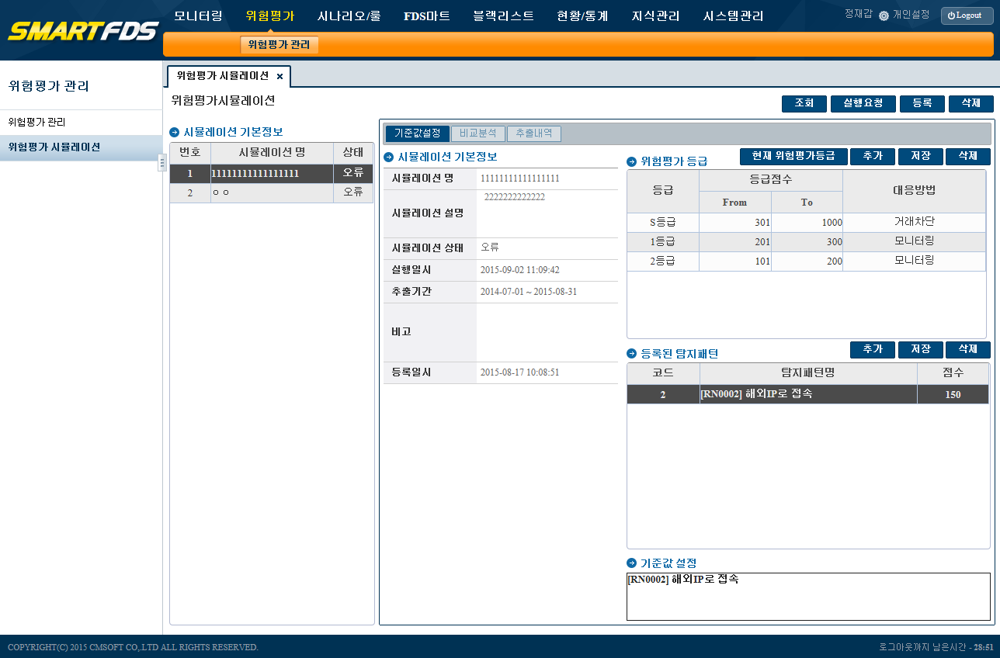 SMARTFDS
모니터링 위험평가 시나리오/룰 FDS마트 블랙리스트 현황/통계 지식관리 시스템관리
정재갑 개인설정 Logout
위험평가 관리
위험평가 관리
위험평가 관리
위험평가 시뮬레이션
위험평가 시뮬레이션 ×
위험평가시뮬레이션
조회 실행요청 등록 삭제
시뮬레이션 기본정보
번호 시뮬레이션 명 상태
1 11111111111111111 오류
2 ㅇㅇ 오류
기준값설정 비교분석 추출내역
시뮬레이션 기본정보
시뮬레이션 명 11111111111111111
시뮬레이션 설명 2222222222222
시뮬레이션 상태 오류
실행일시 2015-09-02 11:09:42
추출기간 2014-07-01 ~ 2015-08-31
비고
등록일시 2015-08-17 10:08:51
위험평가 등급
현재 위험평가등급 추가 저장 삭제
등급 등급점수 대응방법
From To
S등급 301 1000 거래차단
1등급 201 300 모니터링
2등급 101 200 모니터링
등록된 탐지패턴
추가 저장 삭제
코드 탐지패턴명 점수
2 [RN0002] 해외IP로 접속 150
기준값 설정
[RN0002] 해외IP로 접속
COPYRIGHT(C) 2015 CMSOFT CO,.LTD ALL RIGHTS RESERVED.
로그아웃까지 남은시간 - 28:51